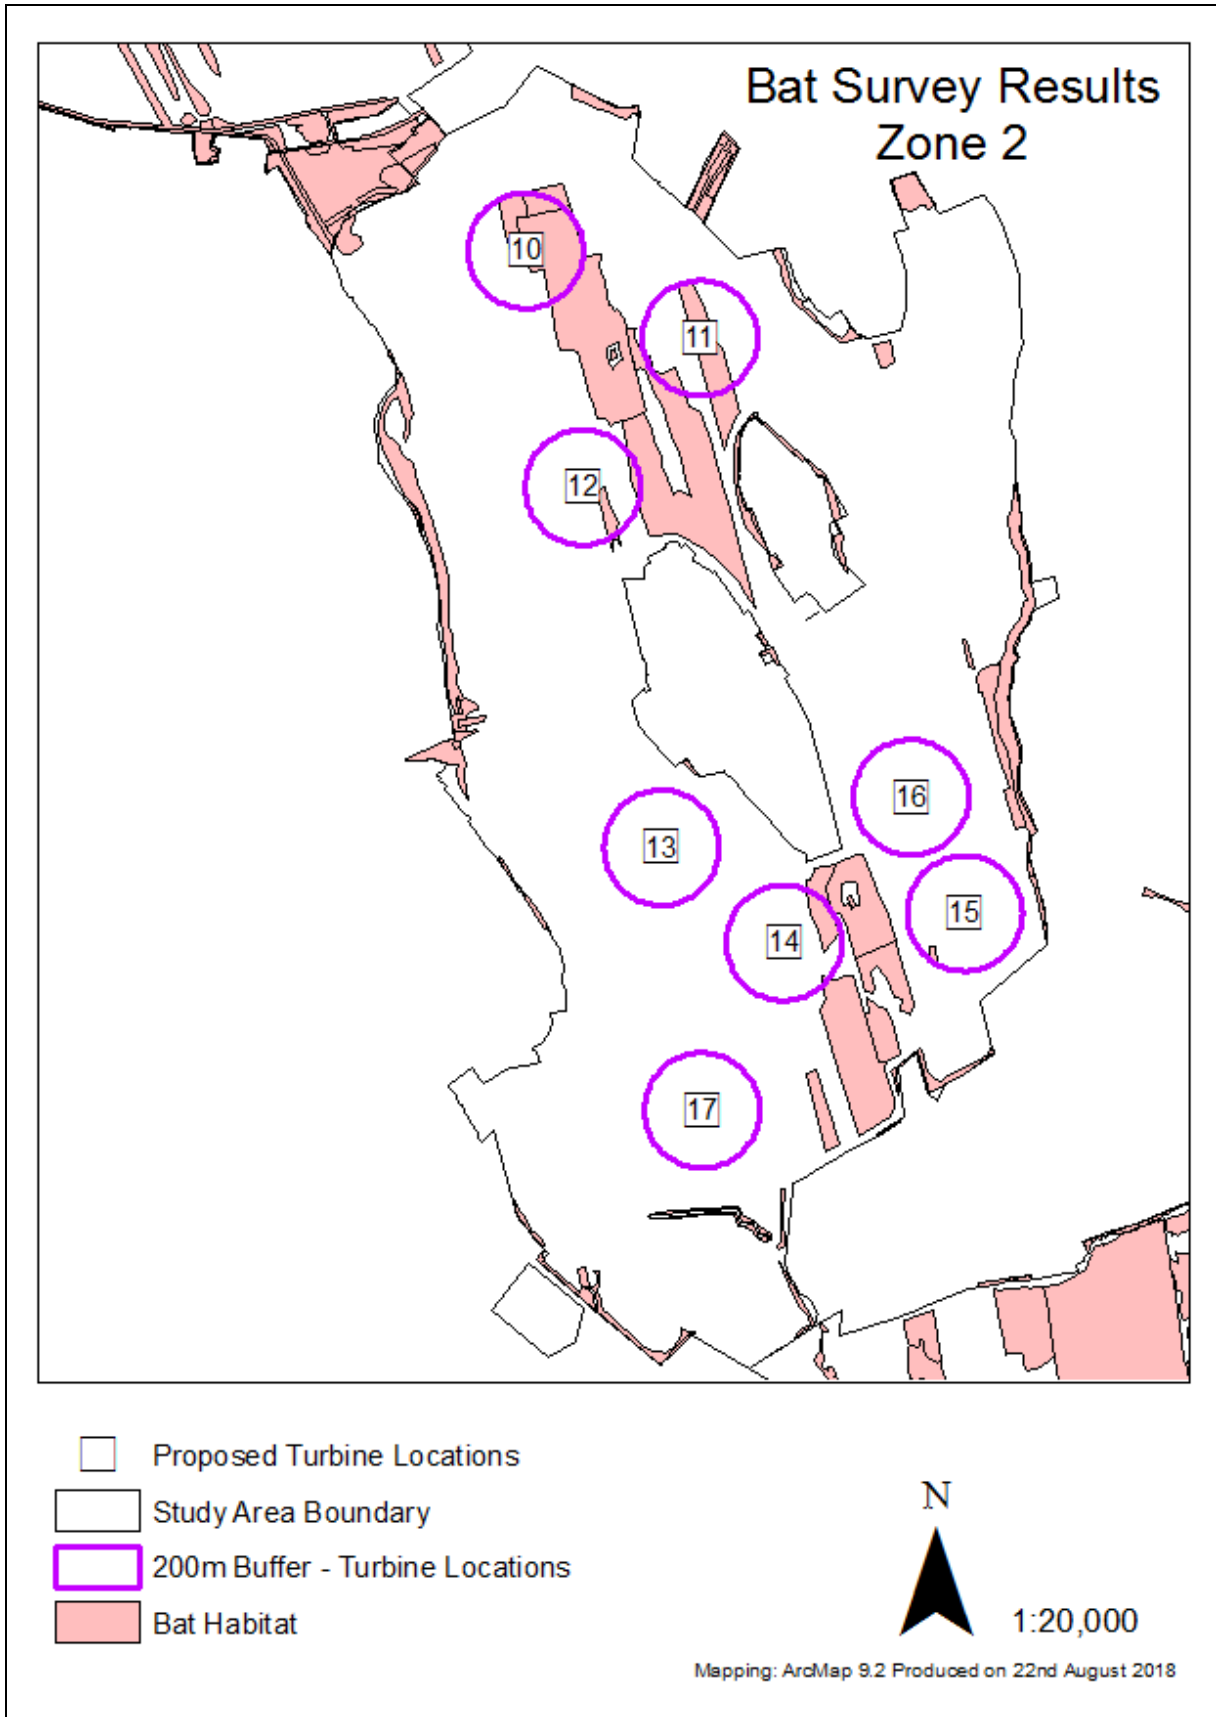 Bat Survey Results
Zone 2
10
11
12
13
14
15
16
17
Proposed Turbine Locations
Study Area Boundary
200m Buffer - Turbine Locations
Bat Habitat
N
1:20,000
Mapping: ArcMap 9.2 Produced on 22nd August 2018